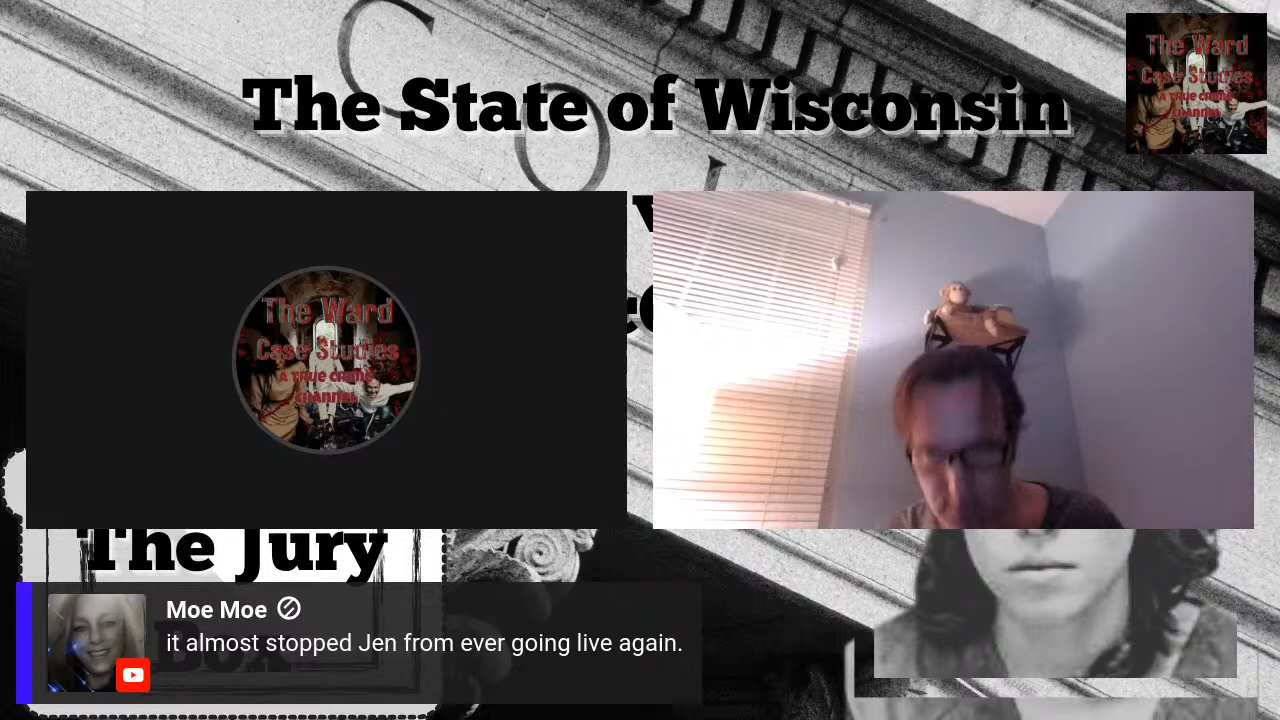 The State of Wisconsin
The Ward
Case Studies
A True Crime
Channel
The Ward
Case Studies
A True Crime
Channel
The Jury
Box
Moe Moe
it almost stopped Jen from ever going live again.